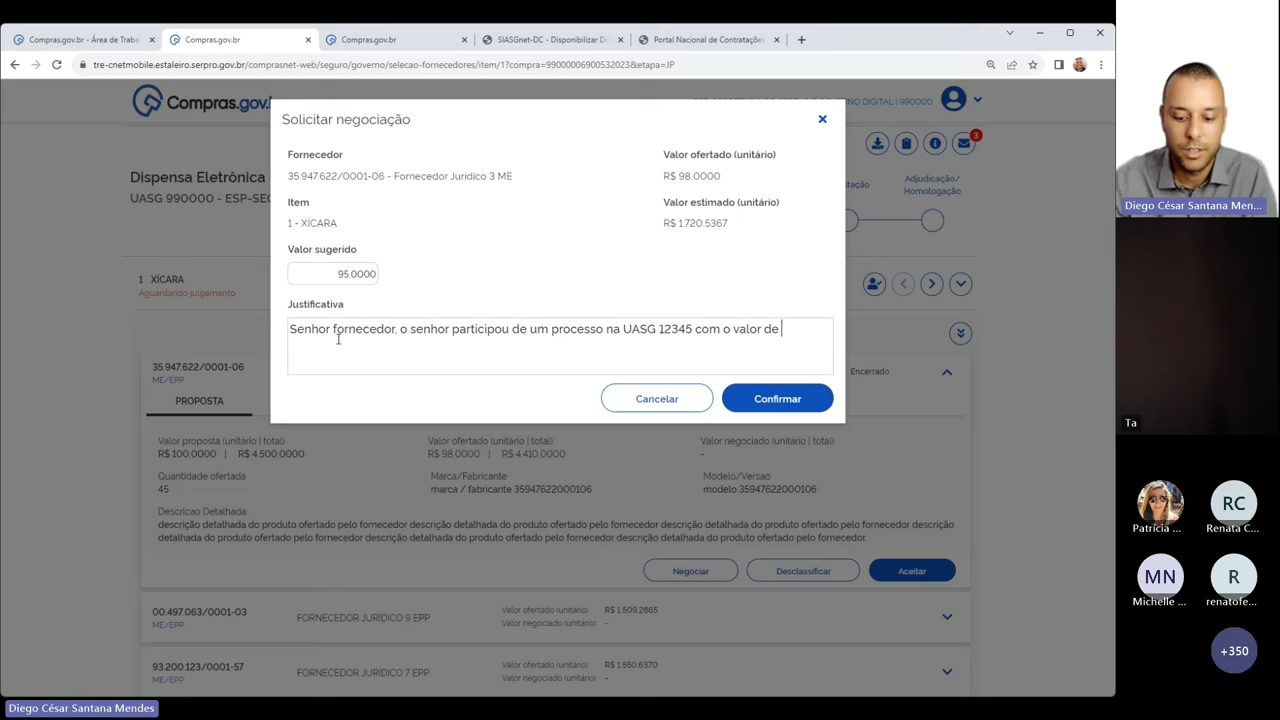 Compras.gov.br - Área de Traba
Compras.gov.br
Compras.gov.br
SIASGnet-DC - Disponibilizar Di
Portal Nacional de Contrataçõe
tre-cnetmobile.estaleiro.serpro.gov.br/comprasnet-web/seguro/governo/selecao-fornecedores/item/1?compra=99000006900532023&etapa=JP
Compras.gov.b
NO DIGITAL | 990000
Solicitar negociação
Fornecedor
35.947.622/0001-06 - Fornecedor Jurídico 3 ME
Valor ofertado (unitário)
R$ 98,0000
Item
1 - XÍCARA
Valor estimado (unitário)
R$ 1.720,5367
Valor sugerido
95,0000
Justificativa
Senhor fornecedor, o senhor participou de um processo na UASG 12345 com o valor de
Cancelar
Confirmar
3
Dispensa Eletrônica
UASG 990000 - ESP-SE
tação
Adjudicação/
Homologação
1 XÍCARA
Aguardando julgamento
35.947.622/0001-06
ME/EPP
Encerrado
PROPOSTA
Valor proposta (unitário | total)
R$ 100,0000 | R$ 4.500,0000
Valor ofertado (unitário | total)
R$ 98,0000 | R$ 4.410,0000
Valor negociado (unitário | total)
-
Quantidade ofertada
45
Marca/Fabricante
marca / fabricante 35947622000106
Modelo/Versao
modelo 35947622000106
Descricao Detalhada
descrição detalhada do produto ofertado pelo fornecedor descrição detalhada do produto ofertado pelo fornecedor descrição detalhada do produto ofertado pelo fornecedor descrição
detalhada do produto ofertado pelo fornecedor descrição detalhada do produto ofertado pelo fornecedor descrição detalhada do produto ofertado pelo fornecedor.
Negociar
Desclassificar
Aceitar
00.497.063/0001-03
ME/EPP
FORNECEDOR JURÍDICO 9 EPP
Valor ofertado (unitário) R$ 1.509,2865
Valor negociado (unitário) -
93.200.123/0001-57
ME/EPP
FORNECEDOR JURÍDICO 7 EPP
Valor ofertado (unitário) R$ 1.550,6370
Valor negociado (unitário) -
Diego César Santana Men...
Ta
RC
Patrícia ...
Renata C...
MN
R
Michelle ...
renatofe...
+350
Diego César Santana Mendes